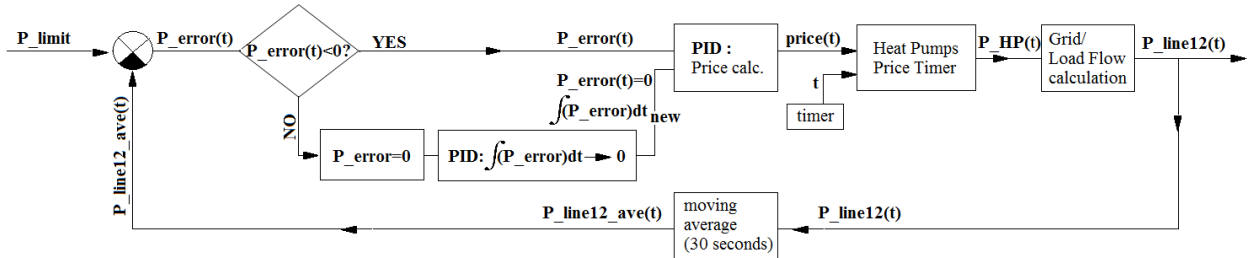 P_limit
P_error(t)
P_error(t)<0?
YES
P_error(t)
PID :
Price calc.
price(t)
Heat Pumps
Price Timer
P_HP(t)
Grid/
Load Flow
calculation
P_line12(t)
P_error(t)=0
∫(P_error)dt
new
t
timer
NO
P_error=0
PID: ∫(P_error)dt→ 0
P_line12_ave(t)
P_line12_ave(t)
moving
average
(30 seconds)
P_line12(t)